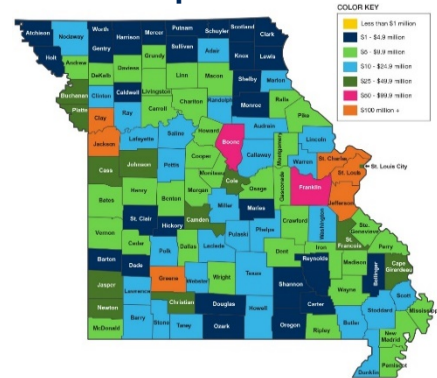 COLOR KEY
Less than $1 million
$1 - $4.9 million
$5 - $9.9 million
$10 - $24.9 million
$25 - $49.9 million
$50 - $99.9 million
$100 million +
Atchison
Nodaway
Worth
Gentry
Harrison
Mercer
Putnam
Sullivan
Schuyler
Scotland
Clark
Adair
Knox
Lewis
Holt
Andrew
DeKalb
Daviess
Grundy
Linn
Macon
Shelby
Marion
Buchanan
Clinton
Caldwell
Livingston
Chariton
Randolph
Monroe
Ralls
Pike
Platte
Clay
Ray
Carroll
Howard
Boone
Audrain
Lincoln
Jackson
Lafayette
Saline
Cooper
Callaway
Montgomery
Warren
St. Charles
St. Louis
St. Louis City
Cass
Johnson
Pettis
Moniteau
Cole
Osage
Gasconade
Franklin
Jefferson
Bates
Henry
Benton
Morgan
Miller
Maries
Crawford
Washington
Ste. Genevieve
St. Francois
Perry
Vernon
St. Clair
Hickory
Camden
Pulaski
Phelps
Dent
Iron
Madison
Cape Girardeau
Cedar
Polk
Dallas
Laclede
Barton
Dade
Greene
Webster
Wright
Texas
Reynolds
Wayne
Bollinger
Scott
Mississippi
Jasper
Lawrence
Christian
Douglas
Shannon
Carter
Stoddard
Newton
McDonald
Barry
Stone
Taney
Ozark
Howell
Oregon
Ripley
Butler
New Madrid
Dunklin
Pemiscot